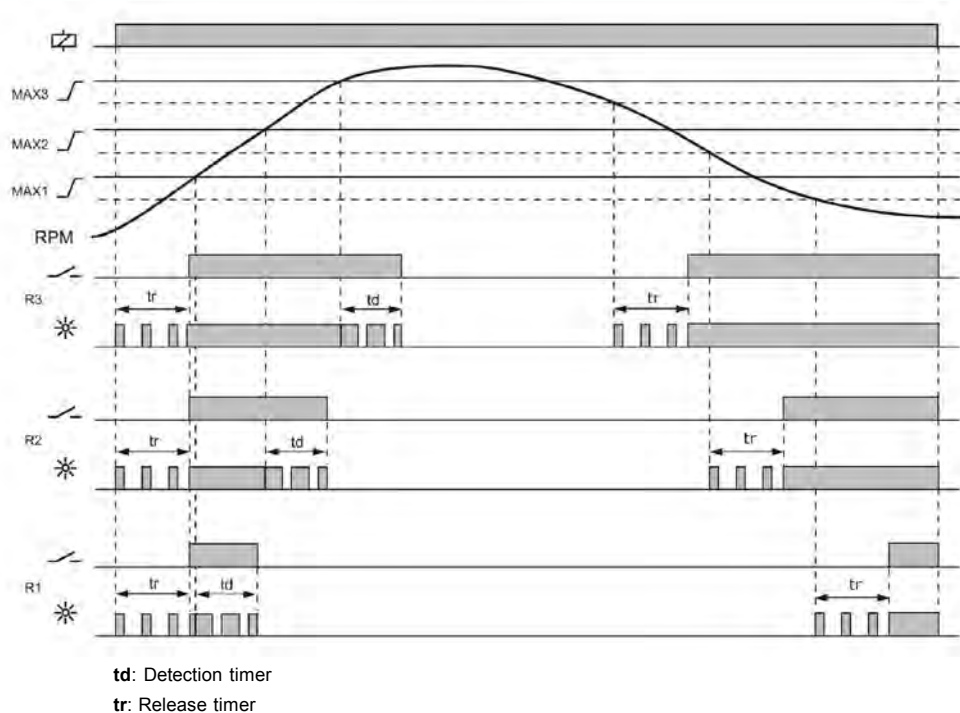 MAX3
MAX2
MAX1
RPM
R3
tr
td
tr
R2
tr
td
tr
R1
tr
td
tr
td: Detection timer
tr: Release timer